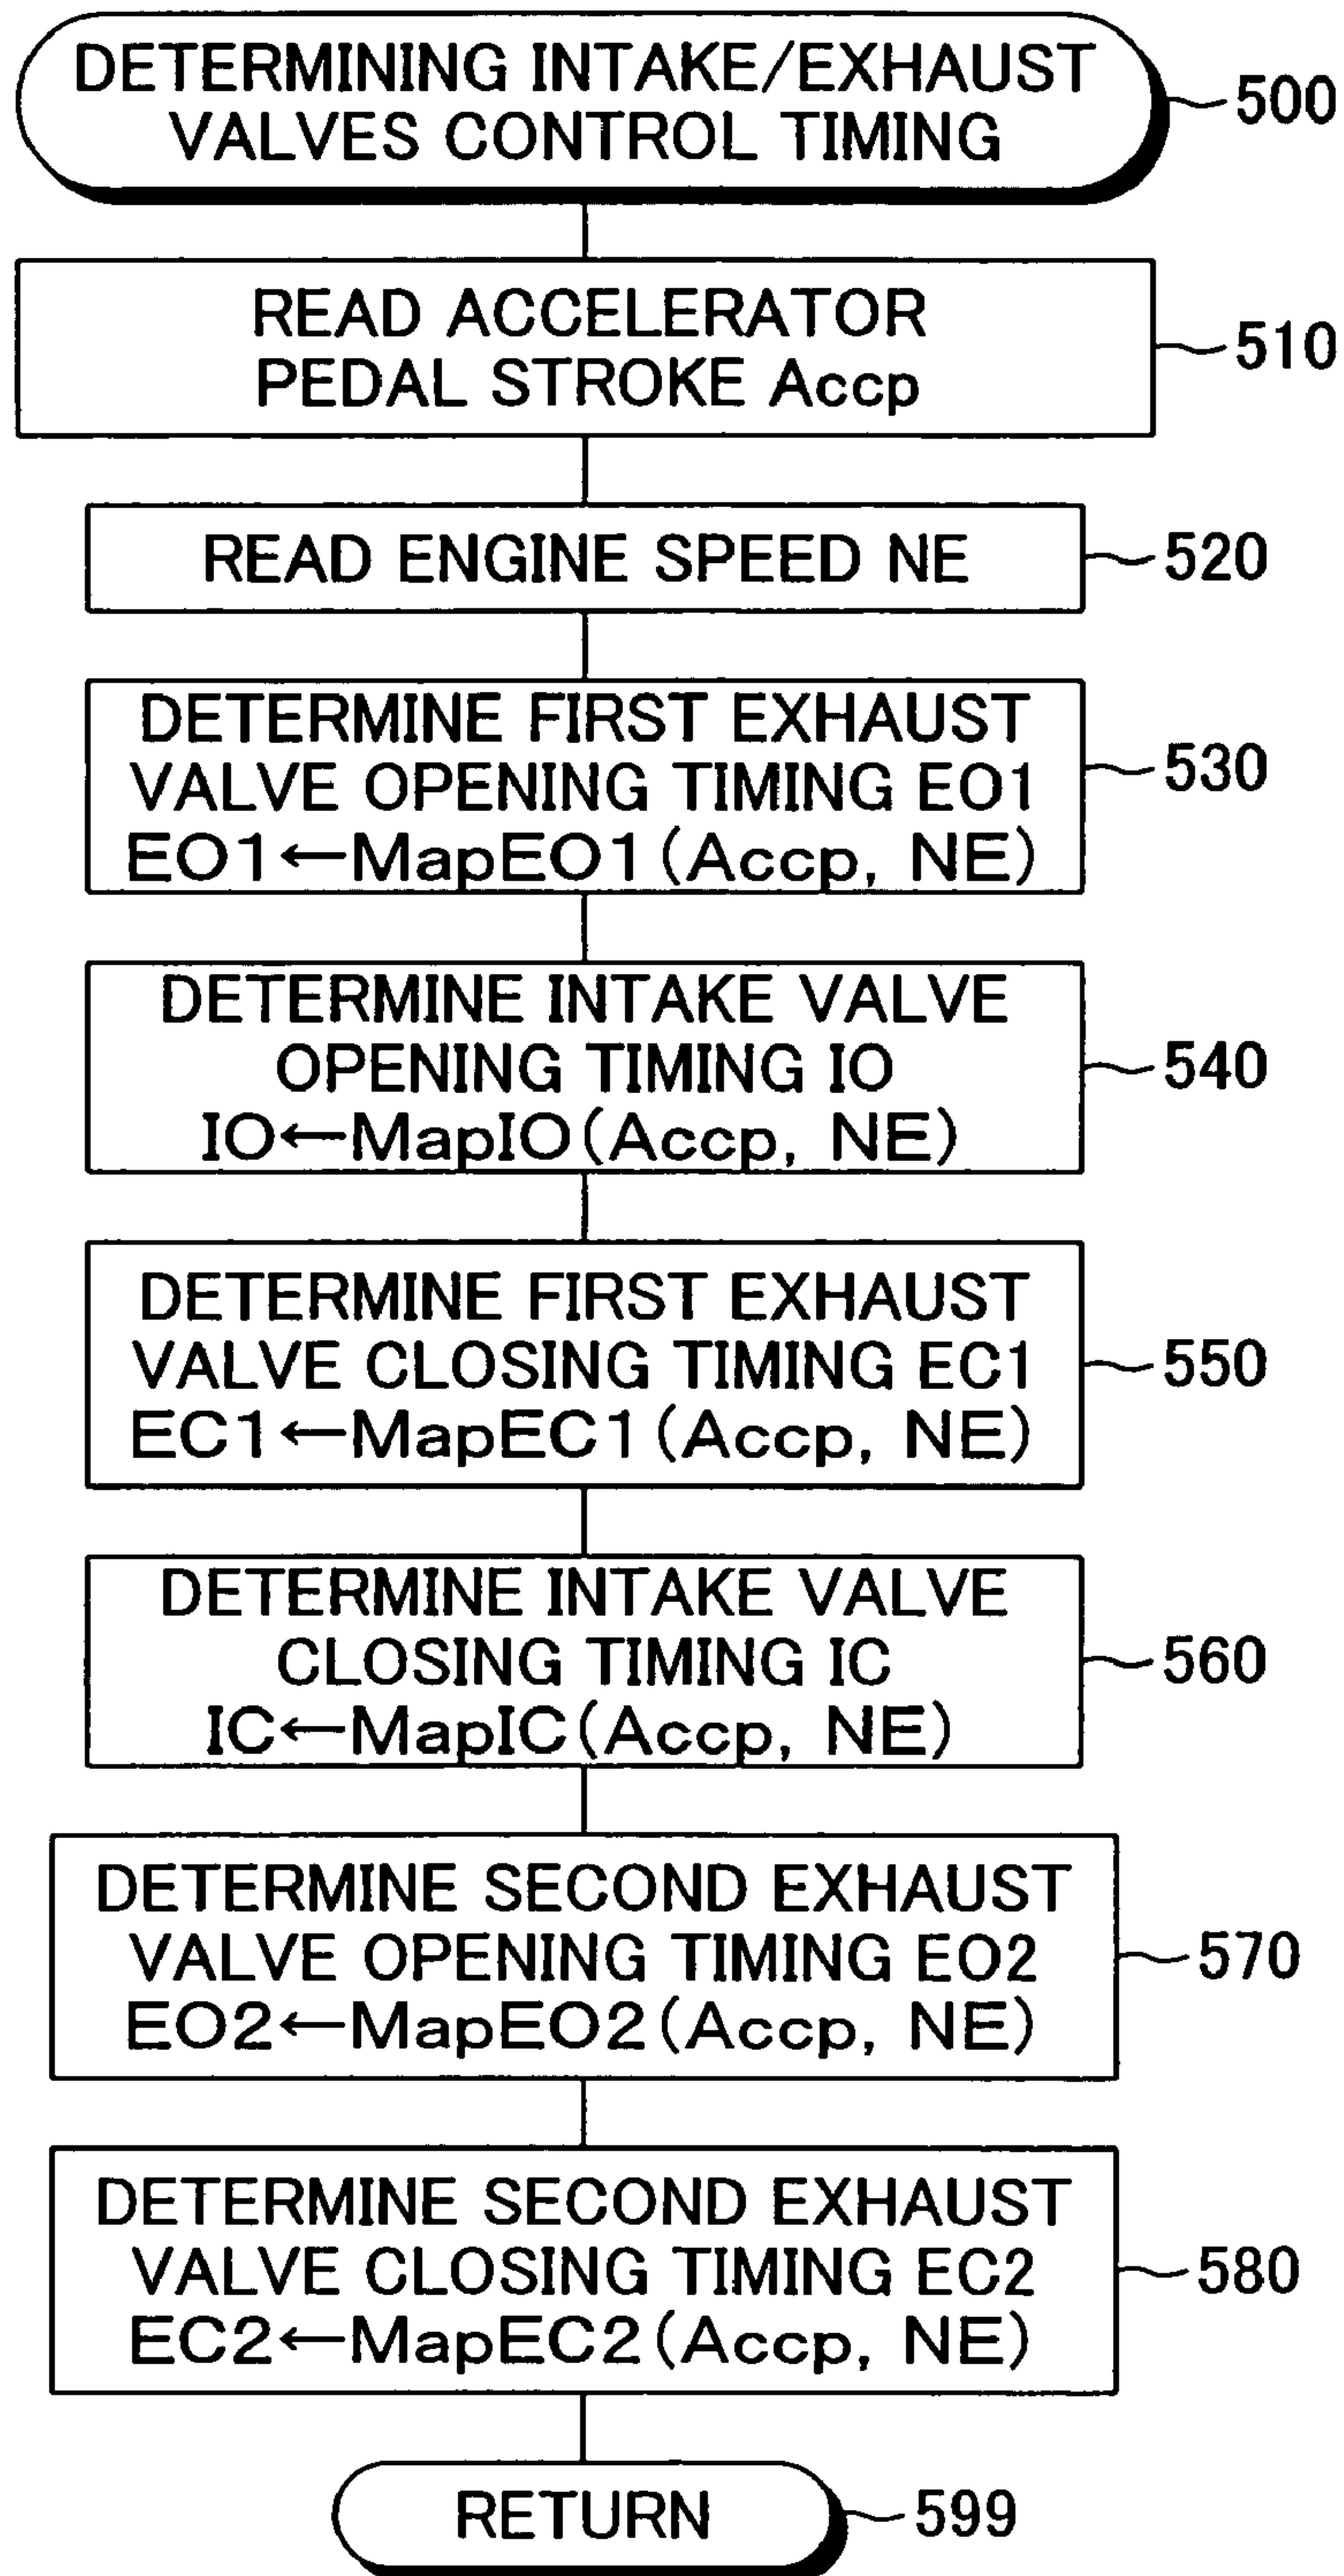 DETERMINING INTAKE/EXHAUST
VALVES CONTROL TIMING
500
READ ACCELERATOR
PEDAL STROKE Accp
510
READ ENGINE SPEED NE
520
DETERMINE FIRST EXHAUST
VALVE OPENING TIMING EO1
EO1←MapEO1(Accp, NE)
530
DETERMINE INTAKE VALVE
OPENING TIMING IO
IO←MapIO(Accp, NE)
540
DETERMINE FIRST EXHAUST
VALVE CLOSING TIMING EC1
EC1←MapEC1(Accp, NE)
550
DETERMINE INTAKE VALVE
CLOSING TIMING IC
IC←MapIC(Accp, NE)
560
DETERMINE SECOND EXHAUST
VALVE OPENING TIMING EO2
EO2←MapEO2(Accp, NE)
570
DETERMINE SECOND EXHAUST
VALVE CLOSING TIMING EC2
EC2←MapEC2(Accp, NE)
580
RETURN
599